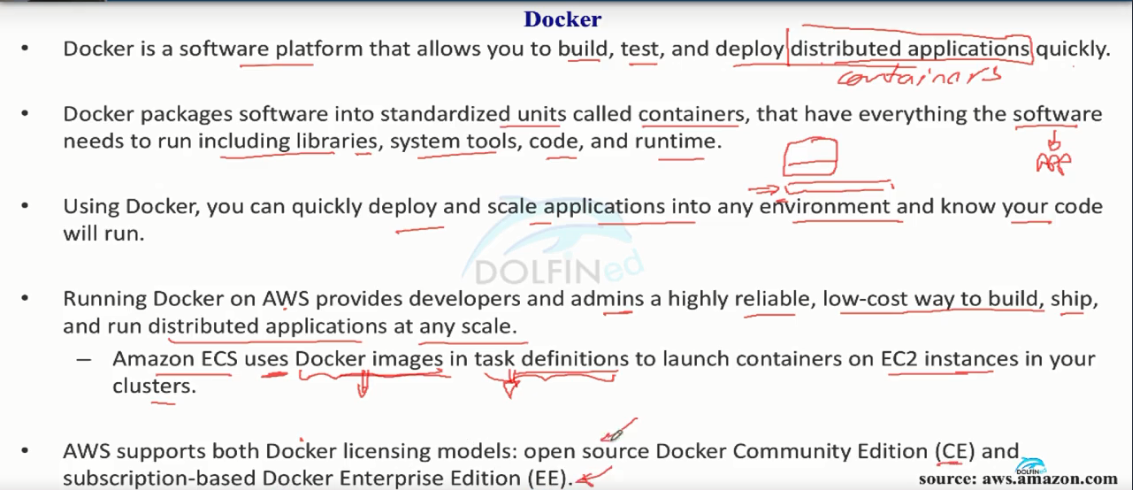 Docker
• Docker is a software platform that allows you to build, test, and deploy distributed applications quickly.
containers
• Docker packages software into standardized units called containers, that have everything the software
needs to run including libraries, system tools, code, and runtime.
APP
• Using Docker, you can quickly deploy and scale applications into any environment and know your code
will run.
DOLFINed
• Running Docker on AWS provides developers and admins a highly reliable, low-cost way to build, ship,
and run distributed applications at any scale.
– Amazon ECS uses Docker images in task definitions to launch containers on EC2 instances in your
clusters.
• AWS supports both Docker licensing models: open source Docker Community Edition (CE) and
subscription-based Docker Enterprise Edition (EE).
DOLFINed
source: aws.amazon.com